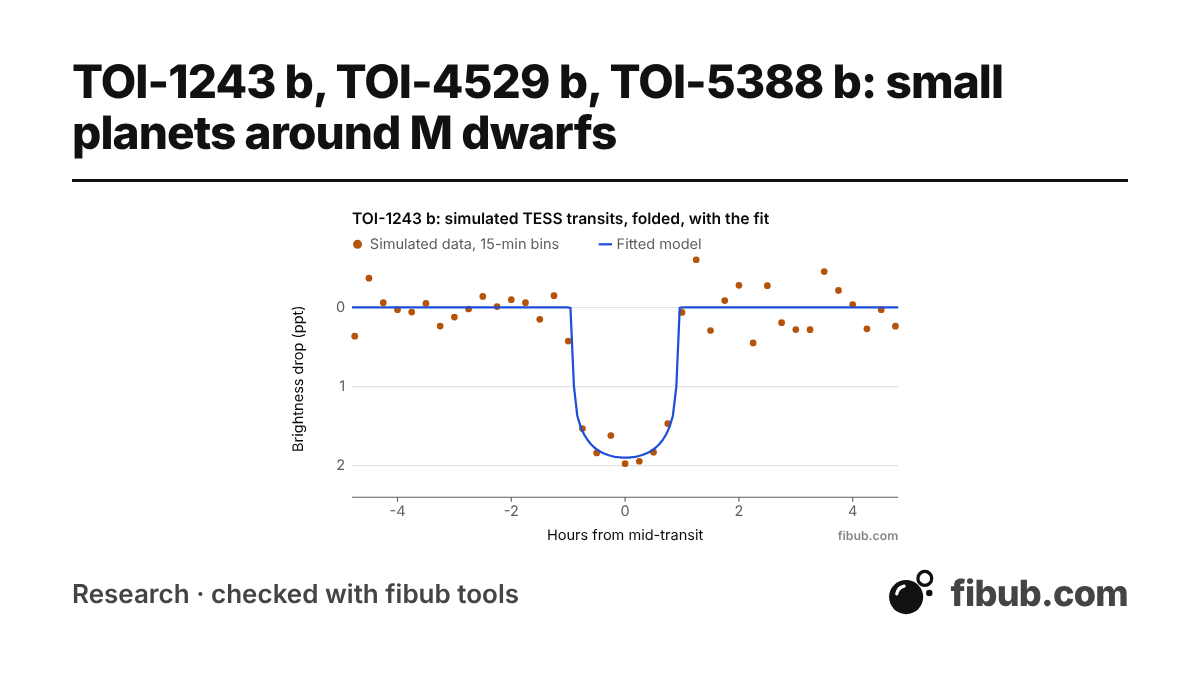 TOI-1243 b, TOI-4529 b, TOI-5388 b: small
planets around M dwarfs
TOI-1243 b: simulated TESS transits, folded, with the fit
Simulated data, 15-min bins
Fitted model
Brightness drop (ppt)
0
1
2
-4
-2
0
2
4
Hours from mid-transit
fibub.com
Research · checked with fibub tools
fibub.com